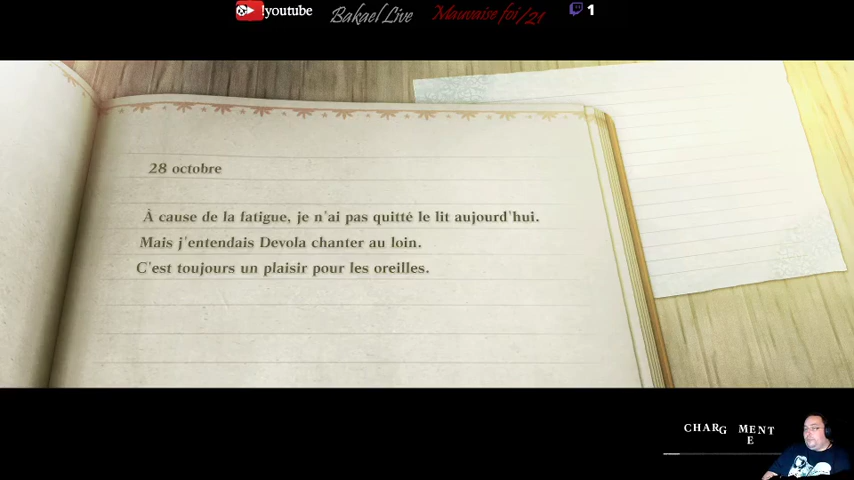 !youtube
Bakael Live
Mauvaise foi/21
1
28 octobre
À cause de la fatigue, je n'ai pas quitté le lit aujourd'hui.
Mais j'entendais Devola chanter au loin.
C'est toujours un plaisir pour les oreilles.
CHARGEMENT